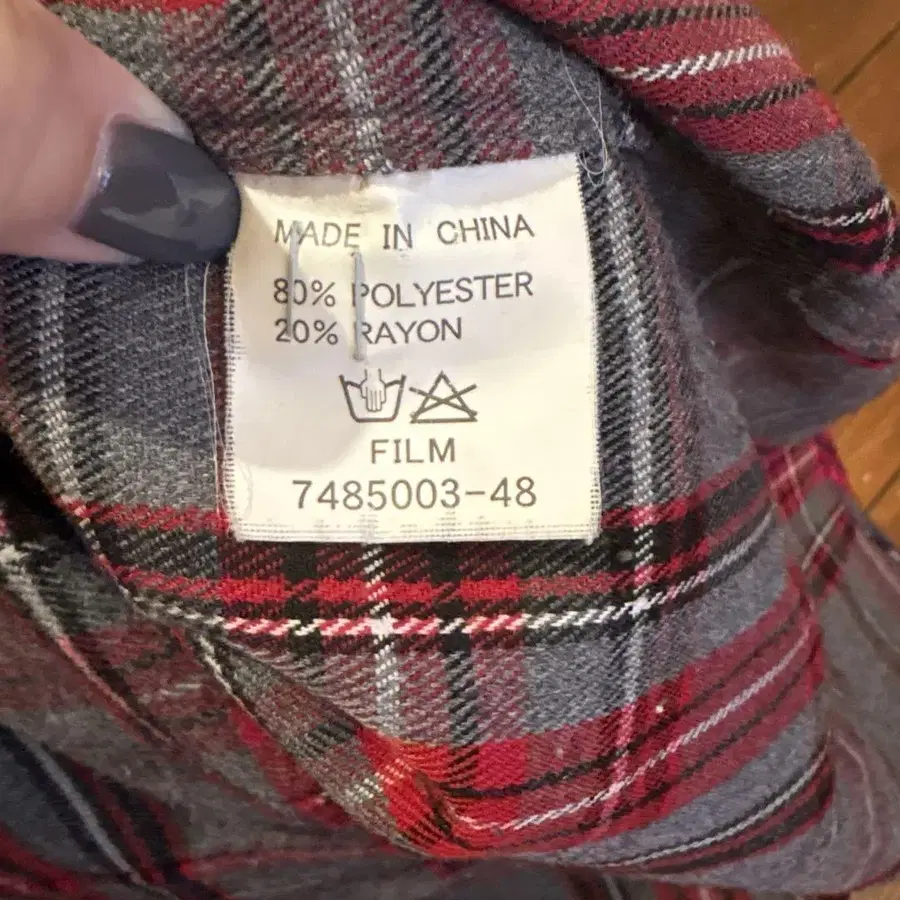 MADE IN CHINA
80% POLYESTER
20% RAYON
FILM
7485003-48